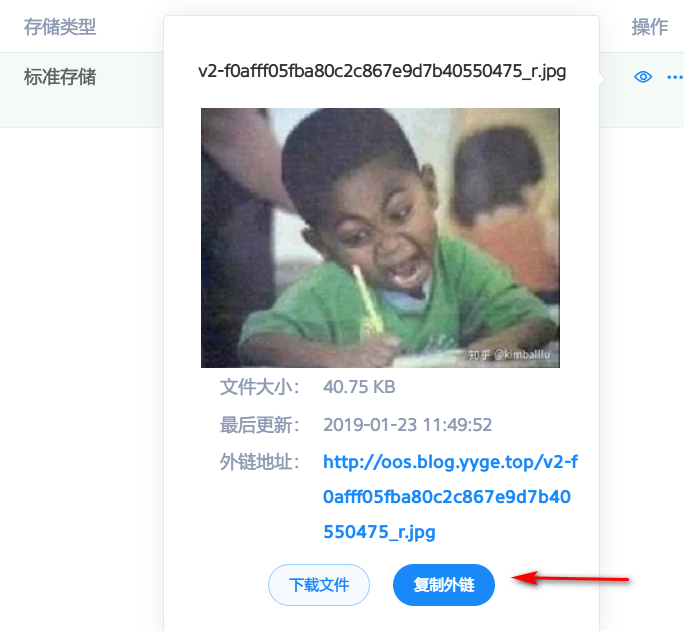 存储类型
操作
标准存储
v2-f0afff05fba80c2c867e9d7b40550475_r.jpg
知乎 @kimballlu
文件大小: 40.75 KB
最后更新: 2019-01-23 11:49:52
外链地址: http://oos.blog.yyge.top/v2-f
0afff05fba80c2c867e9d7b40
550475_r.jpg
下载文件
复制外链